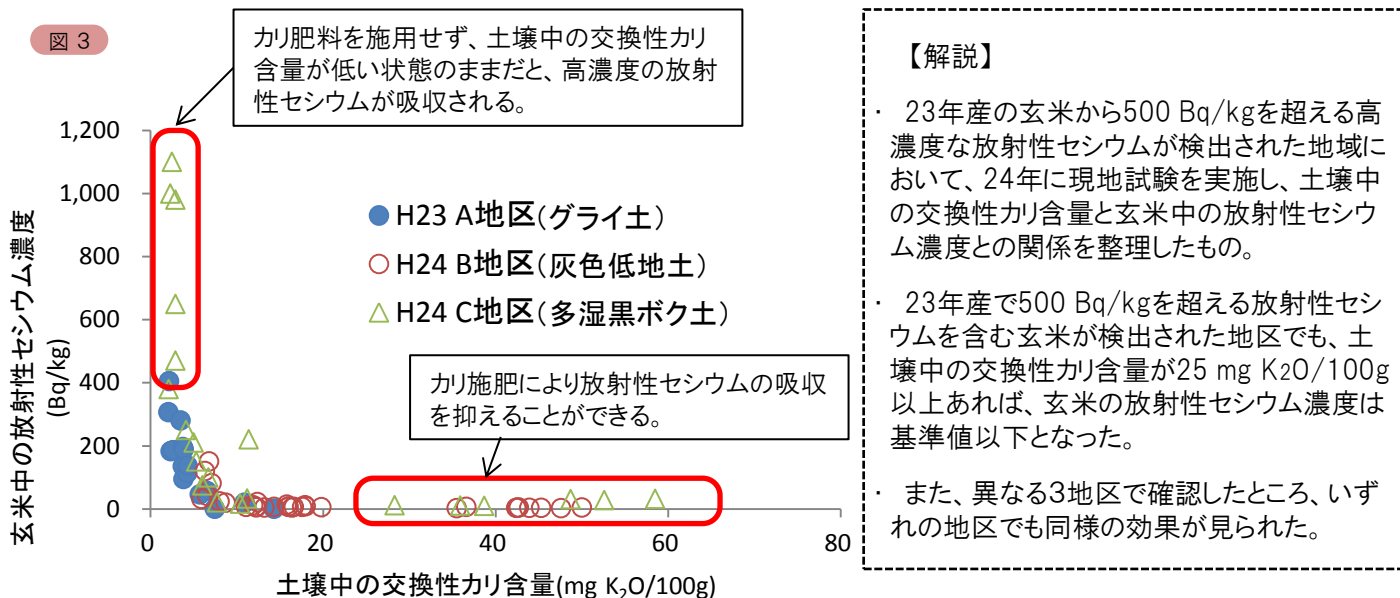 図３
カリ肥料を施用せず、土壌中の交換性カリ
含量が低い状態のままだと、高濃度の放射
性セシウムが吸収される。
1,200
1,000
800
600
400
200
0
玄米中の放射性セシウム濃度
(Bq/kg)
H23 A地区(グライ土)
H24 B地区(灰色低地土)
H24 C地区(多湿黒ボク土)
カリ施肥により放射性セシウムの吸収
を抑えることができる。
0 20 40 60 80
土壌中の交換性カリ含量(mg K₂O/100g)
【解説】
・ 23年産の玄米から500 Bq/kgを超える高
濃度な放射性セシウムが検出された地域に
おいて、24年に現地試験を実施し、土壌中
の交換性カリ含量と玄米中の放射性セシウ
ム濃度との関係を整理したもの。
・ 23年産で500 Bq/kgを超える放射性セシ
ウムを含む玄米が検出された地区でも、土
壌中の交換性カリ含量が25 mg K₂O/100g
以上あれば、玄米の放射性セシウム濃度は
基準値以下となった。
・ また、異なる３地区で確認したところ、いず
れの地区でも同様の効果が見られた。